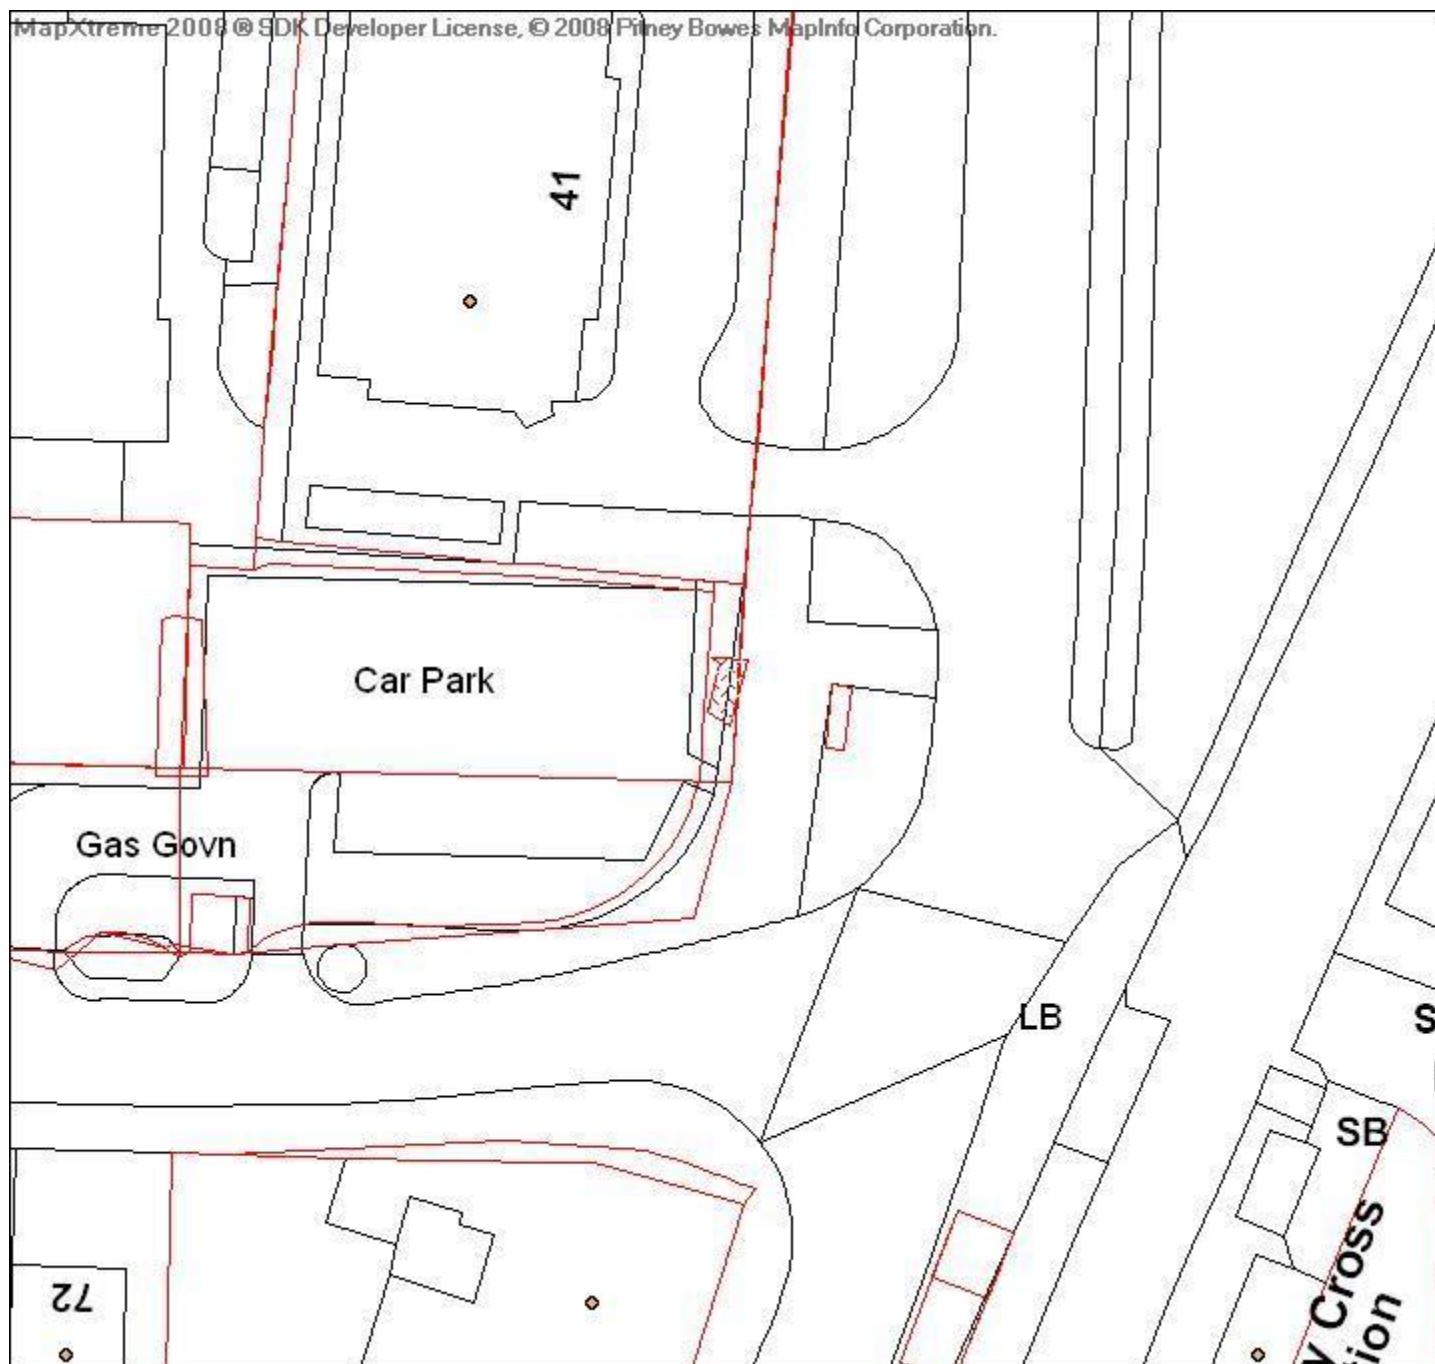 MapXtreme 2008 ® SDK Developer License, © 2008 Pitney Bowes MapInfo Corporation.
41
Car Park
Gas Govn
LB
S
SB
72
y Cross
ion